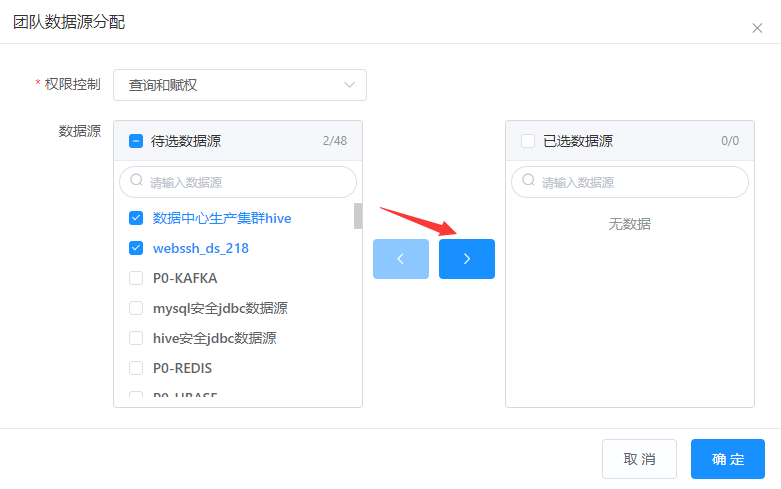 团队数据源分配
* 权限控制
查询和赋权
数据源
待选数据源 2/48
请输入数据源
数据中心生产集群hive
webssh_ds_218
P0-KAFKA
mysql安全jdbc数据源
hive安全jdbc数据源
P0-REDIS
P0-HBASE
已选数据源 0/0
请输入数据源
无数据
取 消
确 定